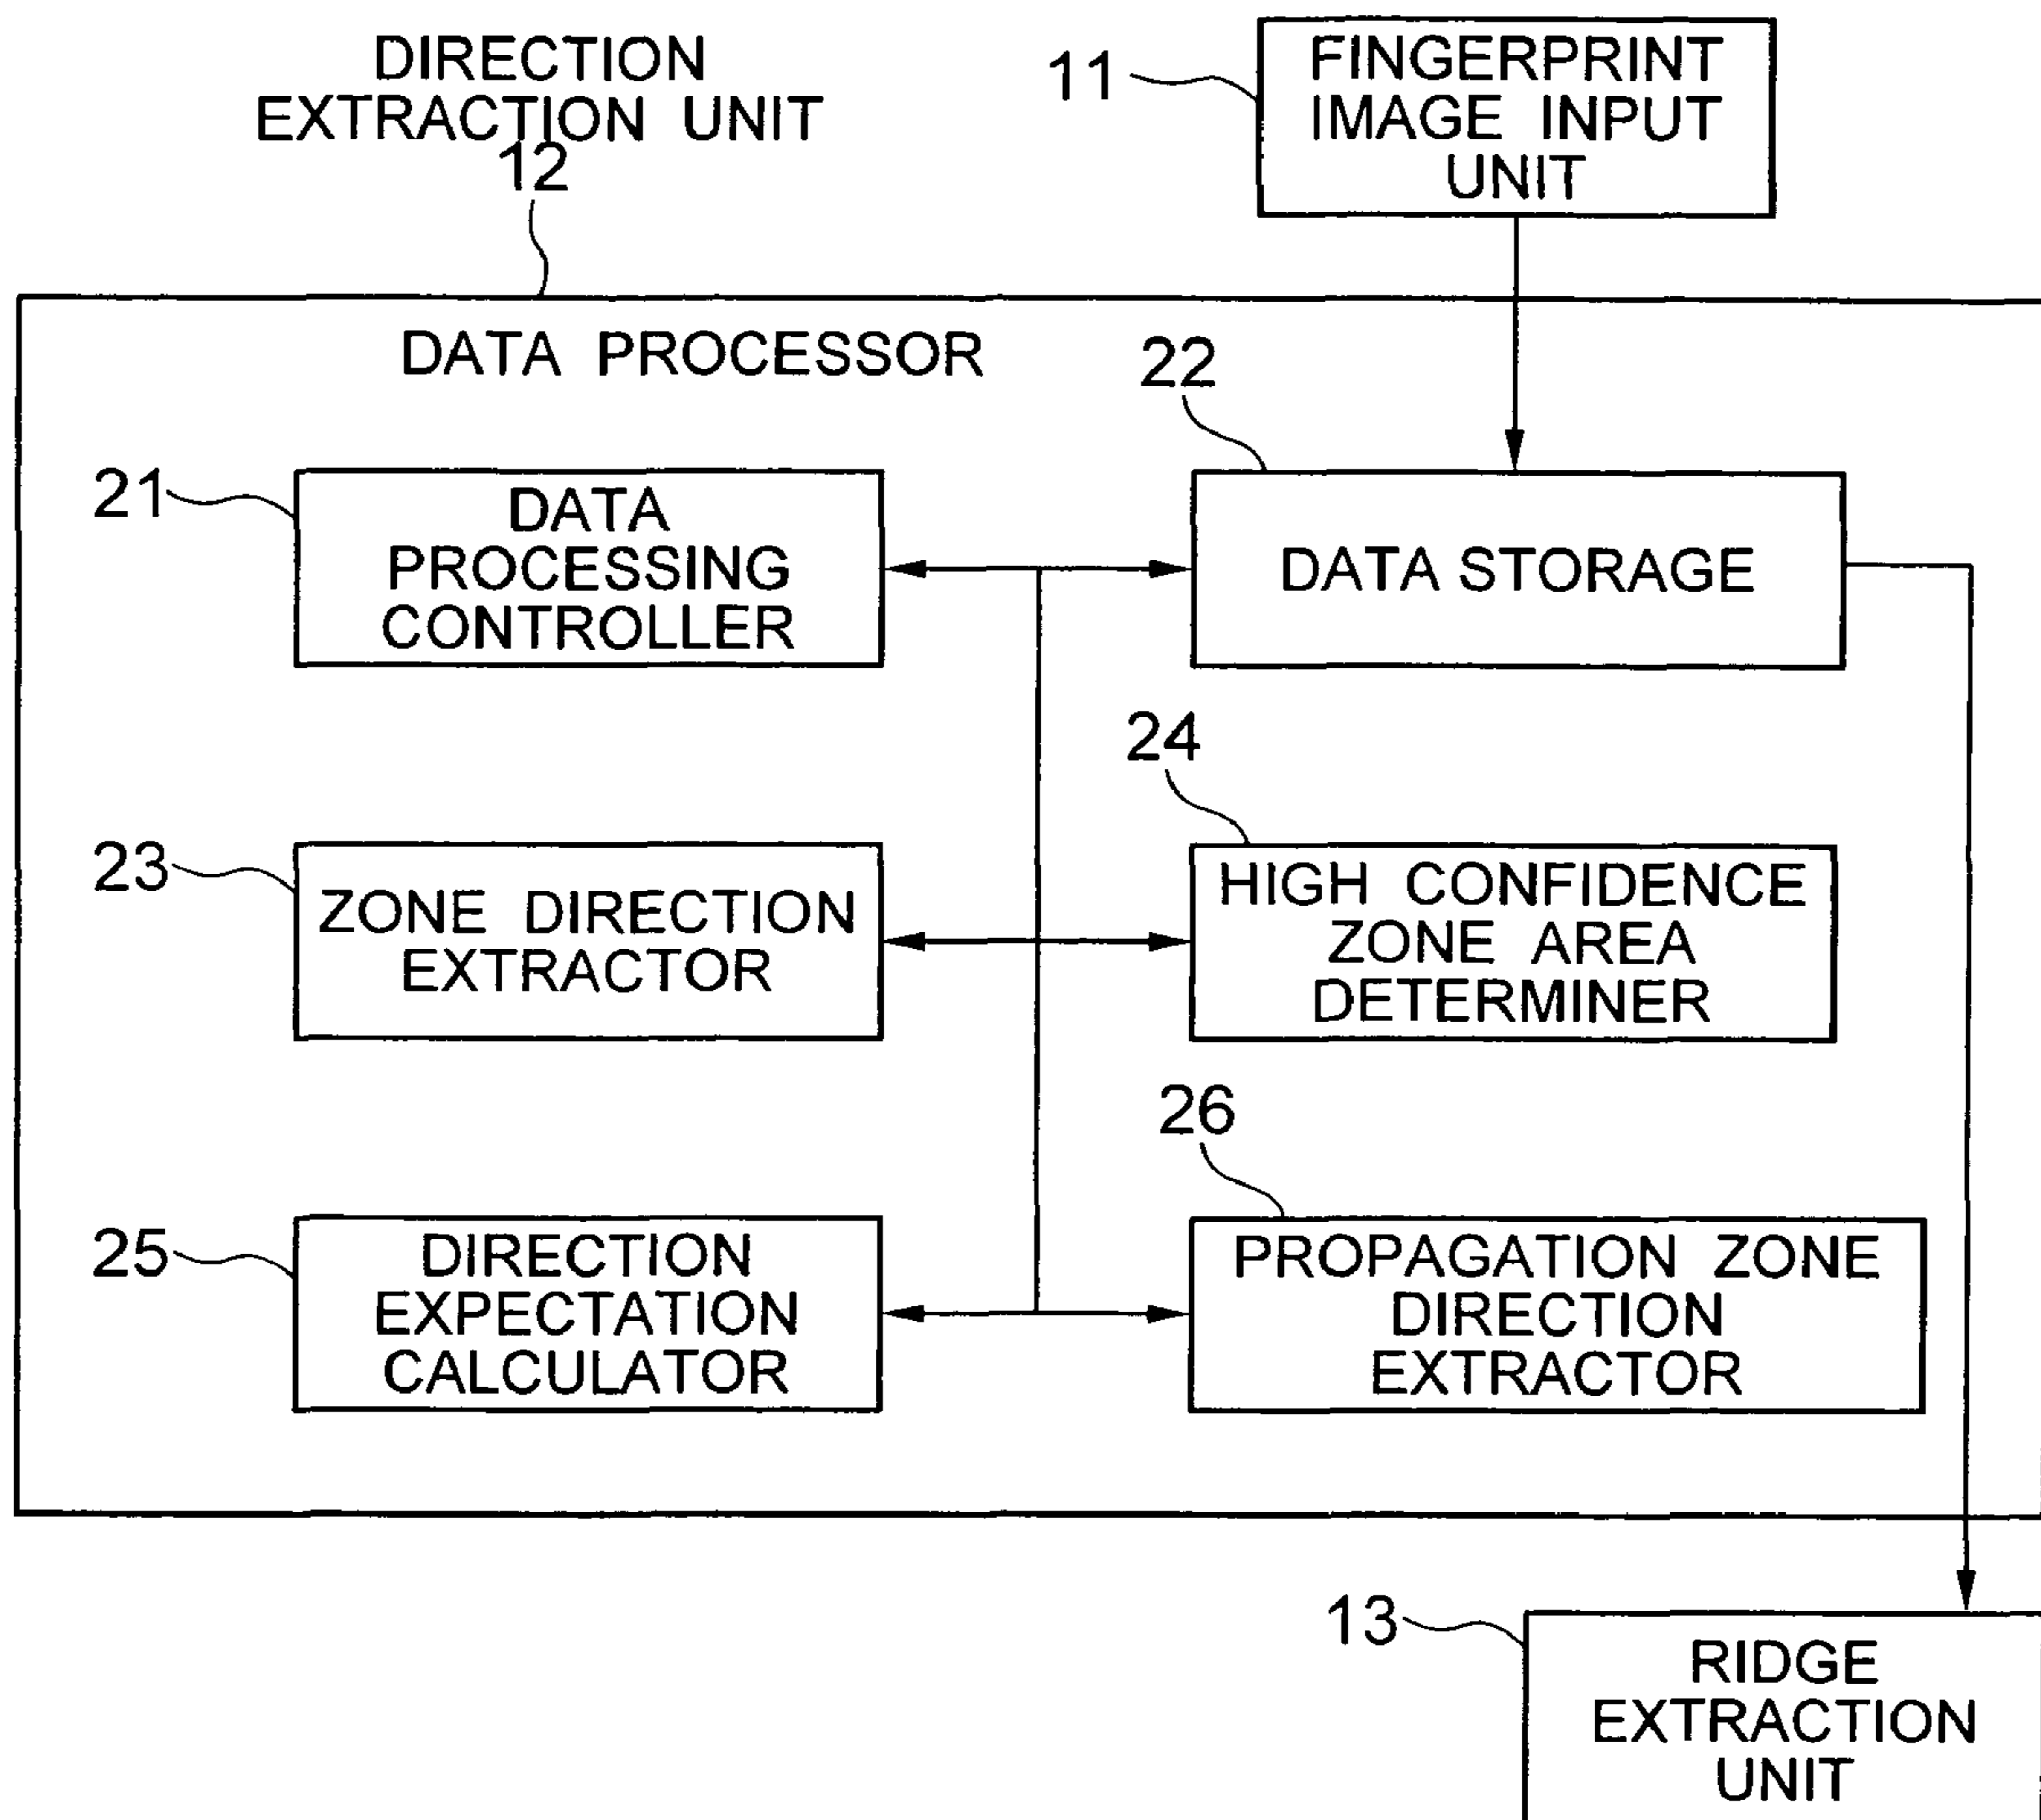 DIRECTION
EXTRACTION UNIT
12
11
FINGERPRINT
IMAGE INPUT
UNIT
DATA PROCESSOR
21
DATA
PROCESSING
CONTROLLER
22
DATA STORAGE
23
ZONE DIRECTION
EXTRACTOR
24
HIGH CONFIDENCE
ZONE AREA
DETERMINER
25
DIRECTION
EXPECTATION
CALCULATOR
26
PROPAGATION ZONE
DIRECTION
EXTRACTOR
13
RIDGE
EXTRACTION
UNIT